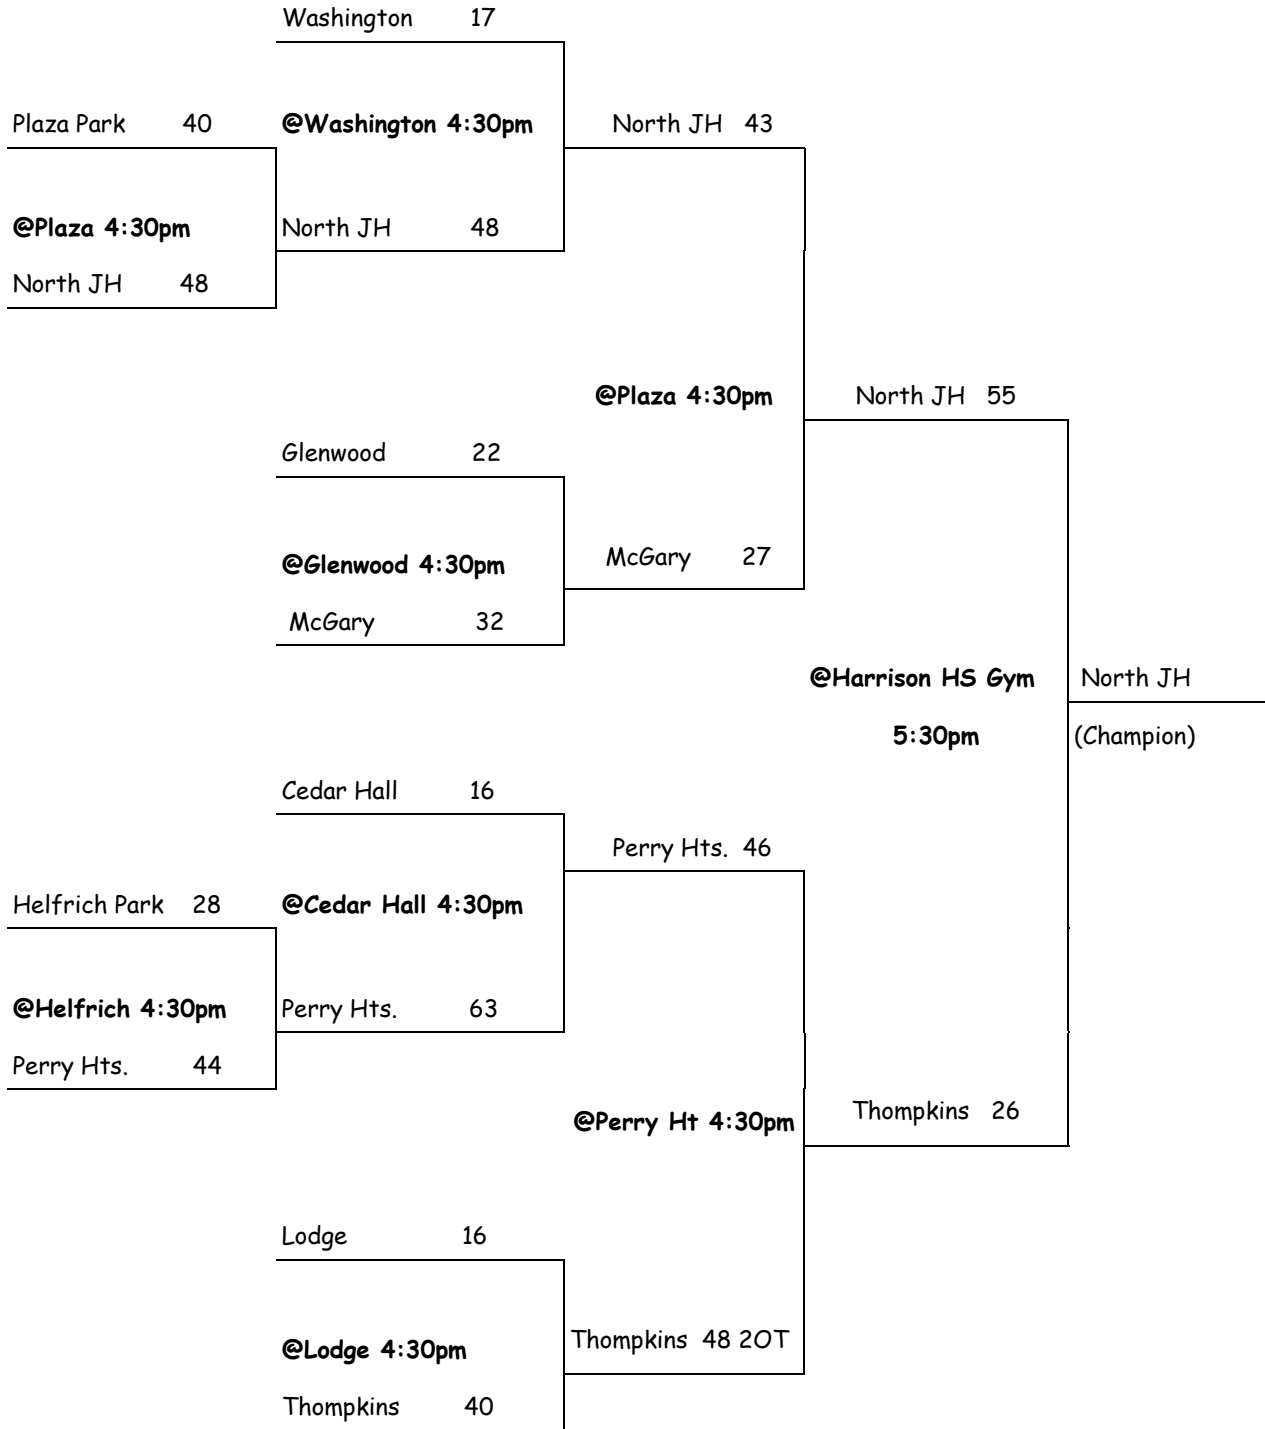 Washington 17
Plaza Park 40 @Washington 4:30pm North JH 43
@Plaza 4:30pm North JH 48
North JH 48
@Plaza 4:30pm North JH 55
Glenwood 22
@Glenwood 4:30pm McGary 27
McGary 32
@Harrison HS Gym North JH
5:30pm (Champion)
Cedar Hall 16
Perry Hts. 46
Helfrich Park 28 @Cedar Hall 4:30pm
@Helfrich 4:30pm Perry Hts. 63
Perry Hts. 44
@Perry Ht 4:30pm Thompkins 26
Lodge 16
@Lodge 4:30pm Thompkins 48 2OT
Thompkins 40